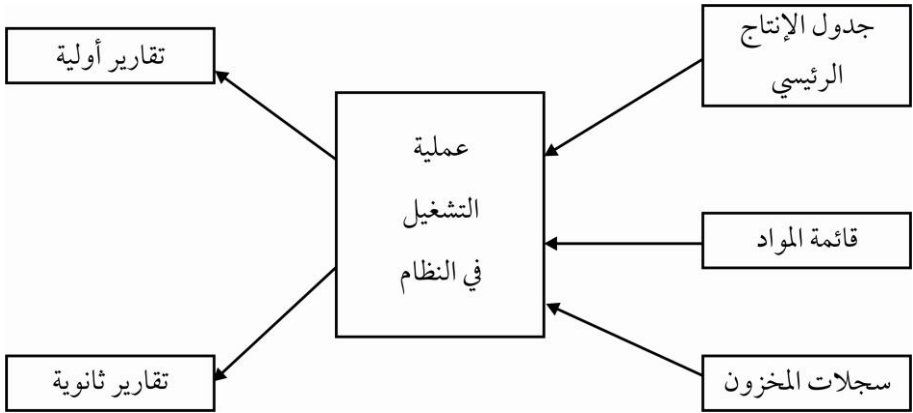 جدول الإنتاج
الرئيسي
قائمة المواد
سجلات المخزون
عملية
التشغيل
في النظام
تقارير أولية
تقارير ثانوية